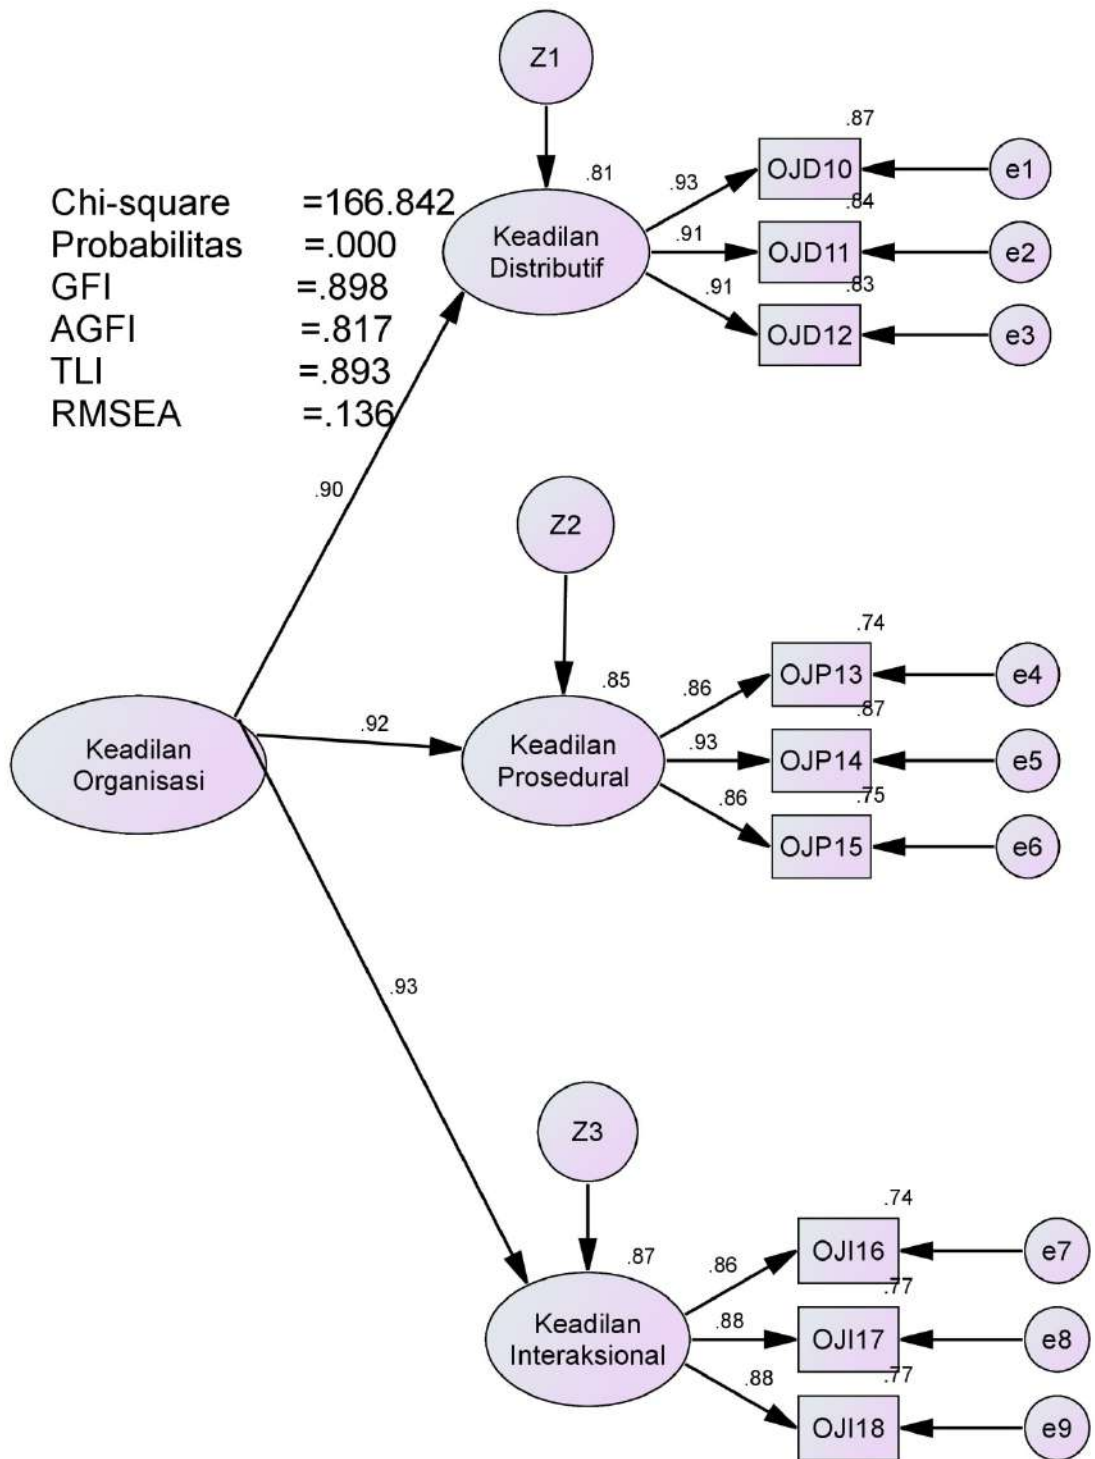 Z1
.87
.81
.93
OJD10
e1
Chi-square =166.842
Probabilitas =.000
GFI =.898
AGFI =.817
TLI =.893
RMSEA =.136
Keadilan
Distributif
.84
.91
OJD11
e2
.83
.91
OJD12
e3
.90
Z2
.74
.85
.86
OJP13
e4
.87
Keadilan
Organisasi
.92
Keadilan
Prosedural
.93
OJP14
e5
.75
.86
OJP15
e6
.93
Z3
.74
.87
.86
OJI16
e7
.77
Keadilan
Interaksional
.88
OJI17
e8
.77
.88
OJI18
e9